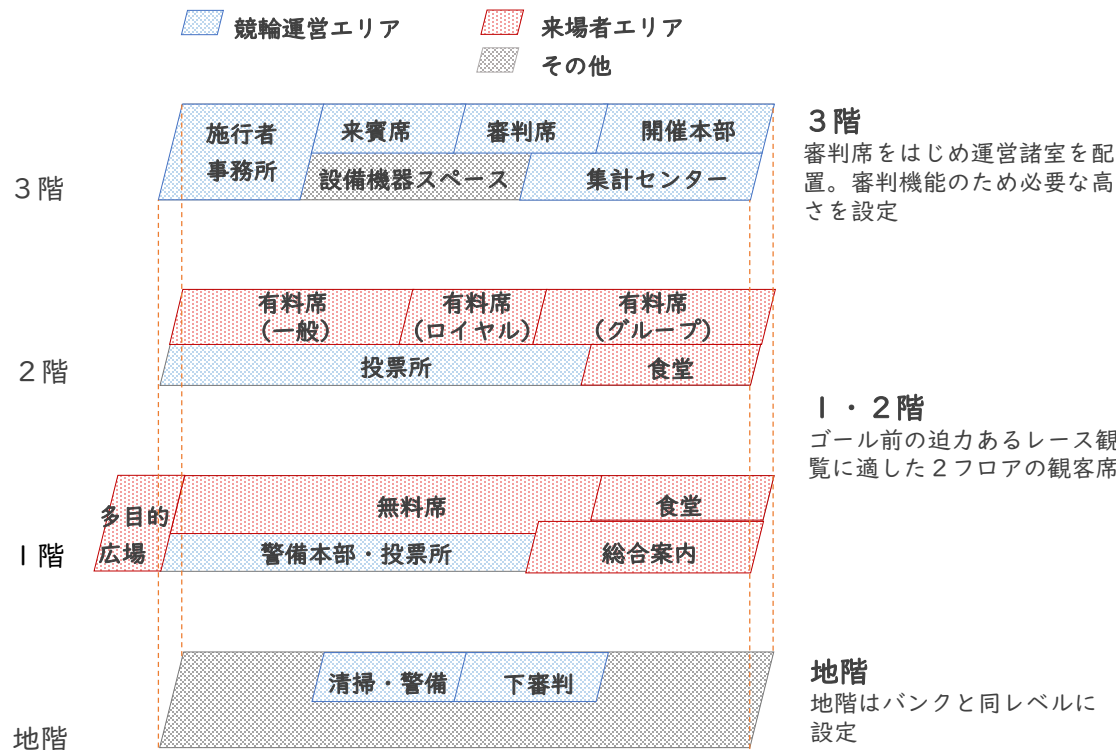 競輪運営エリア
来場者エリア
その他
施行者
事務所
来賓席
審判席
開催本部
設備機器スペース
集計センター
3階
3階
審判席をはじめ運営諸室を配
置。審判機能のため必要な高
さを設定
有料席
(一般)
有料席
(ロイヤル)
有料席
(グループ)
投票所
食堂
2階
1・2階
ゴール前の迫力あるレース観
覧に適した2フロアの観客席
多目的
広場
無料席
食堂
警備本部・投票所
総合案内
1階
清掃・警備
下審判
地階
地階
地階はバンクと同レベルに
設定